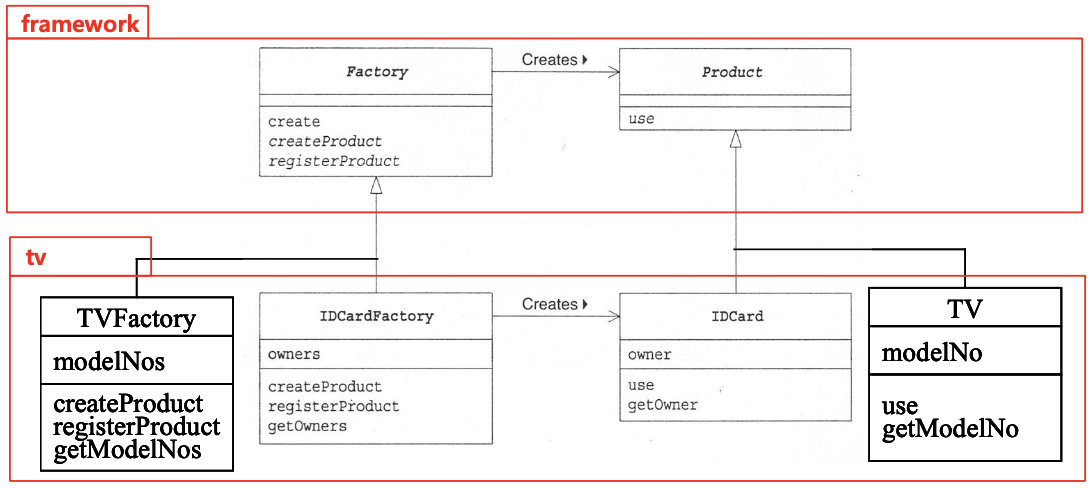 framework
Factory
create
createProduct
registerProduct
Creates
Product
use
tv
TVFactory
modelNos
createProduct
registerProduct
getModelNos
IDCardFactory
owners
createProduct
registerProduct
getOwners
Creates
IDCard
owner
use
getOwner
TV
modelNo
use
getModelNo